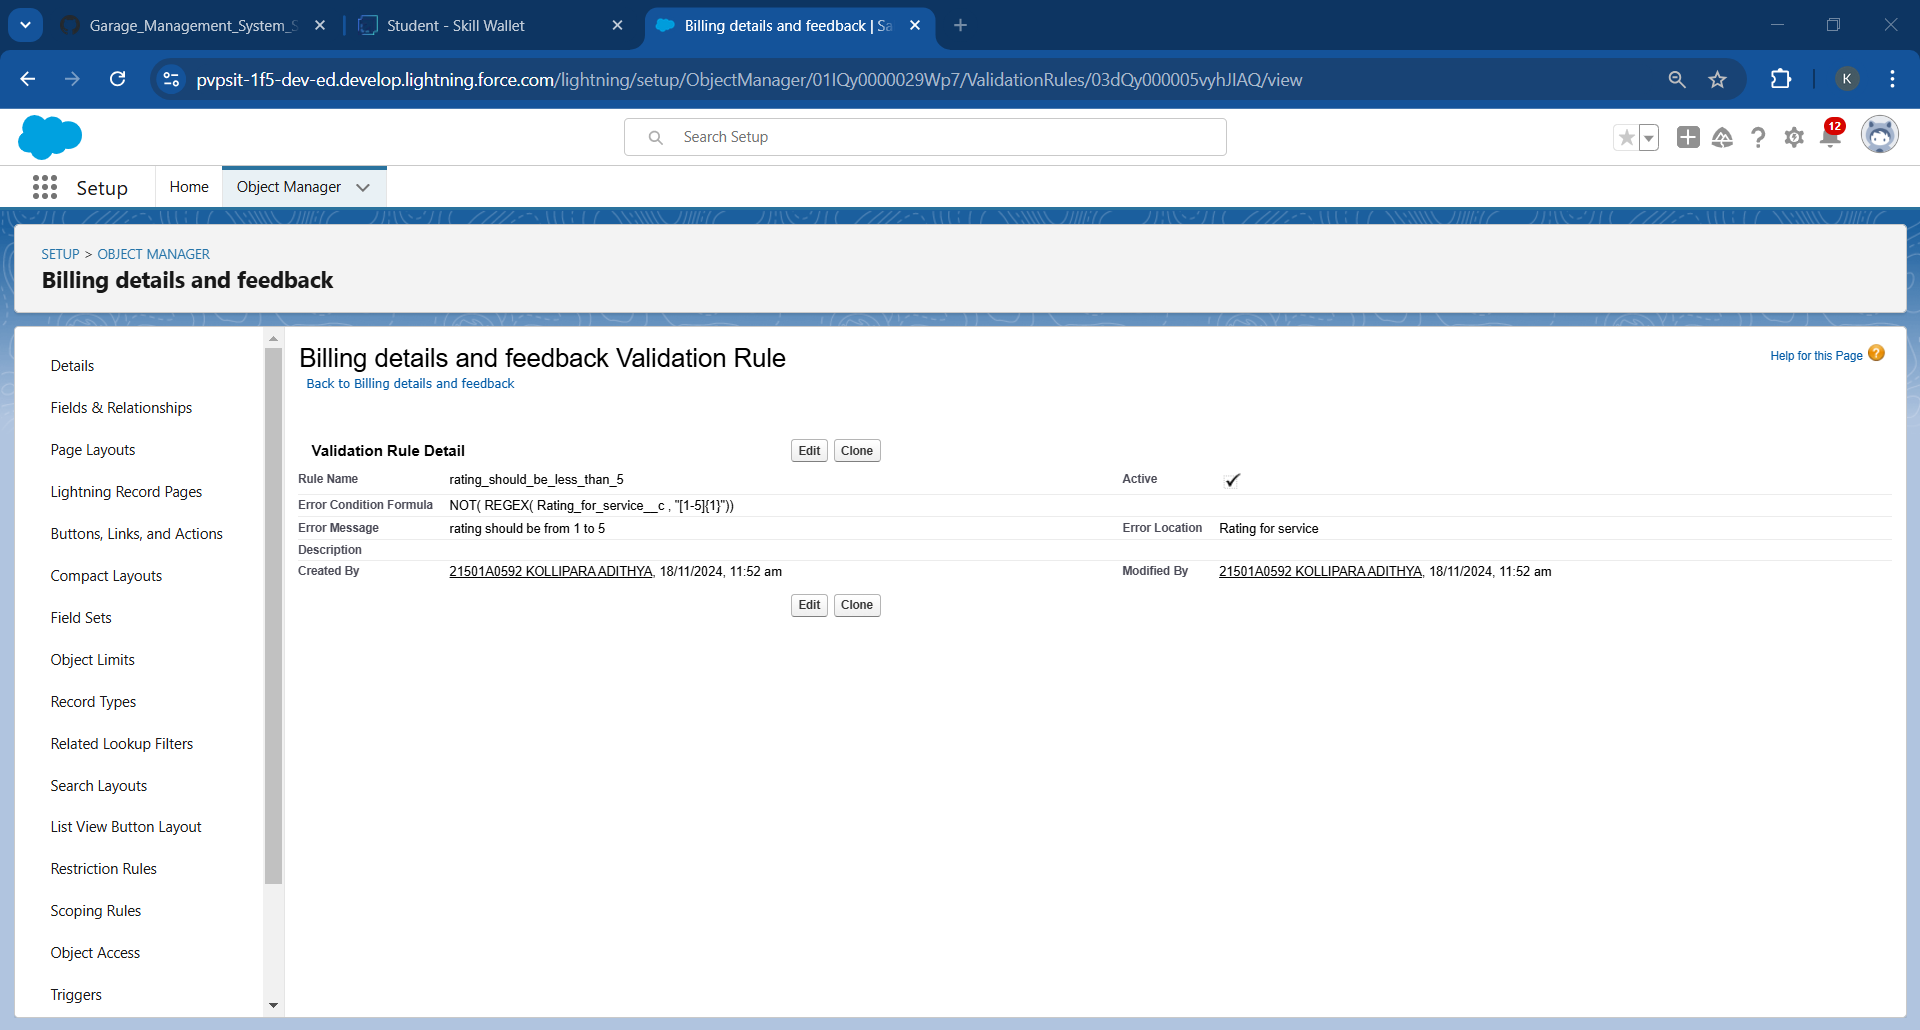 Garage_Management_System_S
Student - Skill Wallet
Billing details and feedback | Sa
pvpsit-1f5-dev-ed.develop.lightning.force.com/lightning/setup/ObjectManager/01IQy0000029Wp7/ValidationRules/03dQy000005vyhJIAQ/view
K
Search Setup
12
Setup
Home
Object Manager
SETUP > OBJECT MANAGER
Billing details and feedback
Details
Fields & Relationships
Page Layouts
Lightning Record Pages
Buttons, Links, and Actions
Compact Layouts
Field Sets
Object Limits
Record Types
Related Lookup Filters
Search Layouts
List View Button Layout
Restriction Rules
Scoping Rules
Object Access
Triggers
Billing details and feedback Validation Rule
Help for this Page
Back to Billing details and feedback
Validation Rule Detail
Edit Clone
Rule Name rating_should_be_less_than_5 Active
Error Condition Formula NOT( REGEX( Rating_for_service__c , "[1-5]{1}"))
Error Message rating should be from 1 to 5 Error Location Rating for service
Description
Created By 21501A0592 KOLLIPARA ADITHYA, 18/11/2024, 11:52 am Modified By 21501A0592 KOLLIPARA ADITHYA, 18/11/2024, 11:52 am
Edit Clone